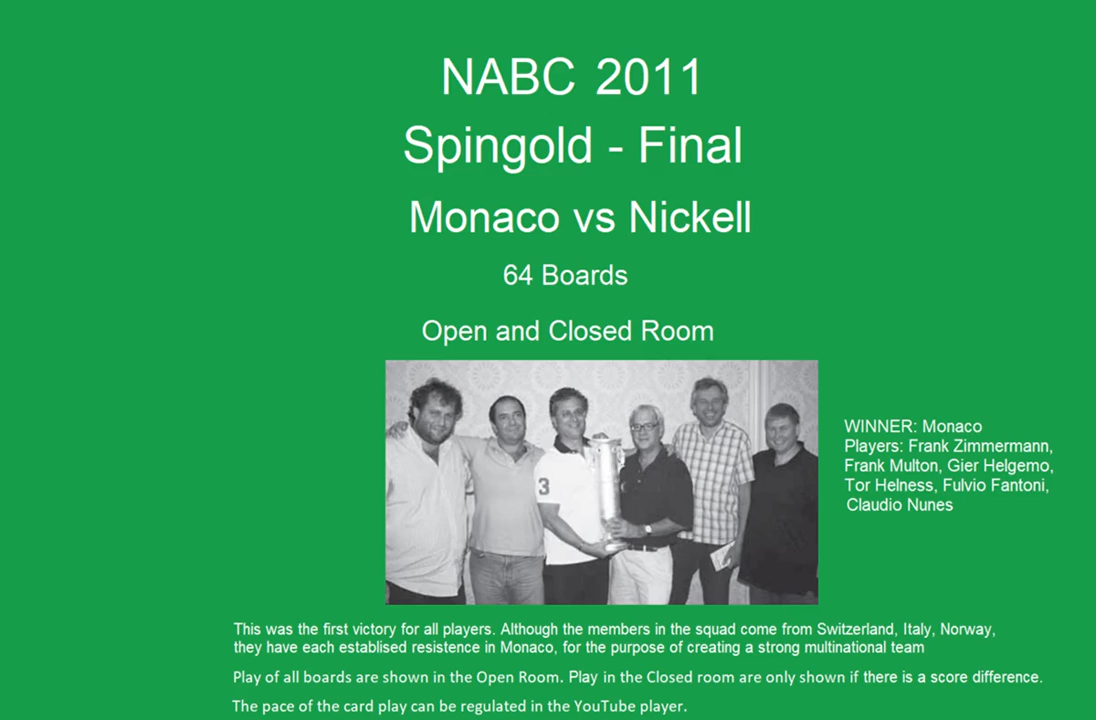 NABC 2011
Spingold - Final
Monaco vs Nickell
64 Boards
Open and Closed Room
3
WINNER: Monaco
Players: Frank Zimmermann,
Frank Multon, Gier Helgemo,
Tor Helness, Fulvio Fantoni,
Claudio Nunes
This was the first victory for all players. Although the members in the squad come from Switzerland, Italy, Norway,
they have each establised resistence in Monaco, for the purpose of creating a strong multinational team
Play of all boards are shown in the Open Room. Play in the Closed room are only shown if there is a score difference.
The pace of the card play can be regulated in the YouTube player.